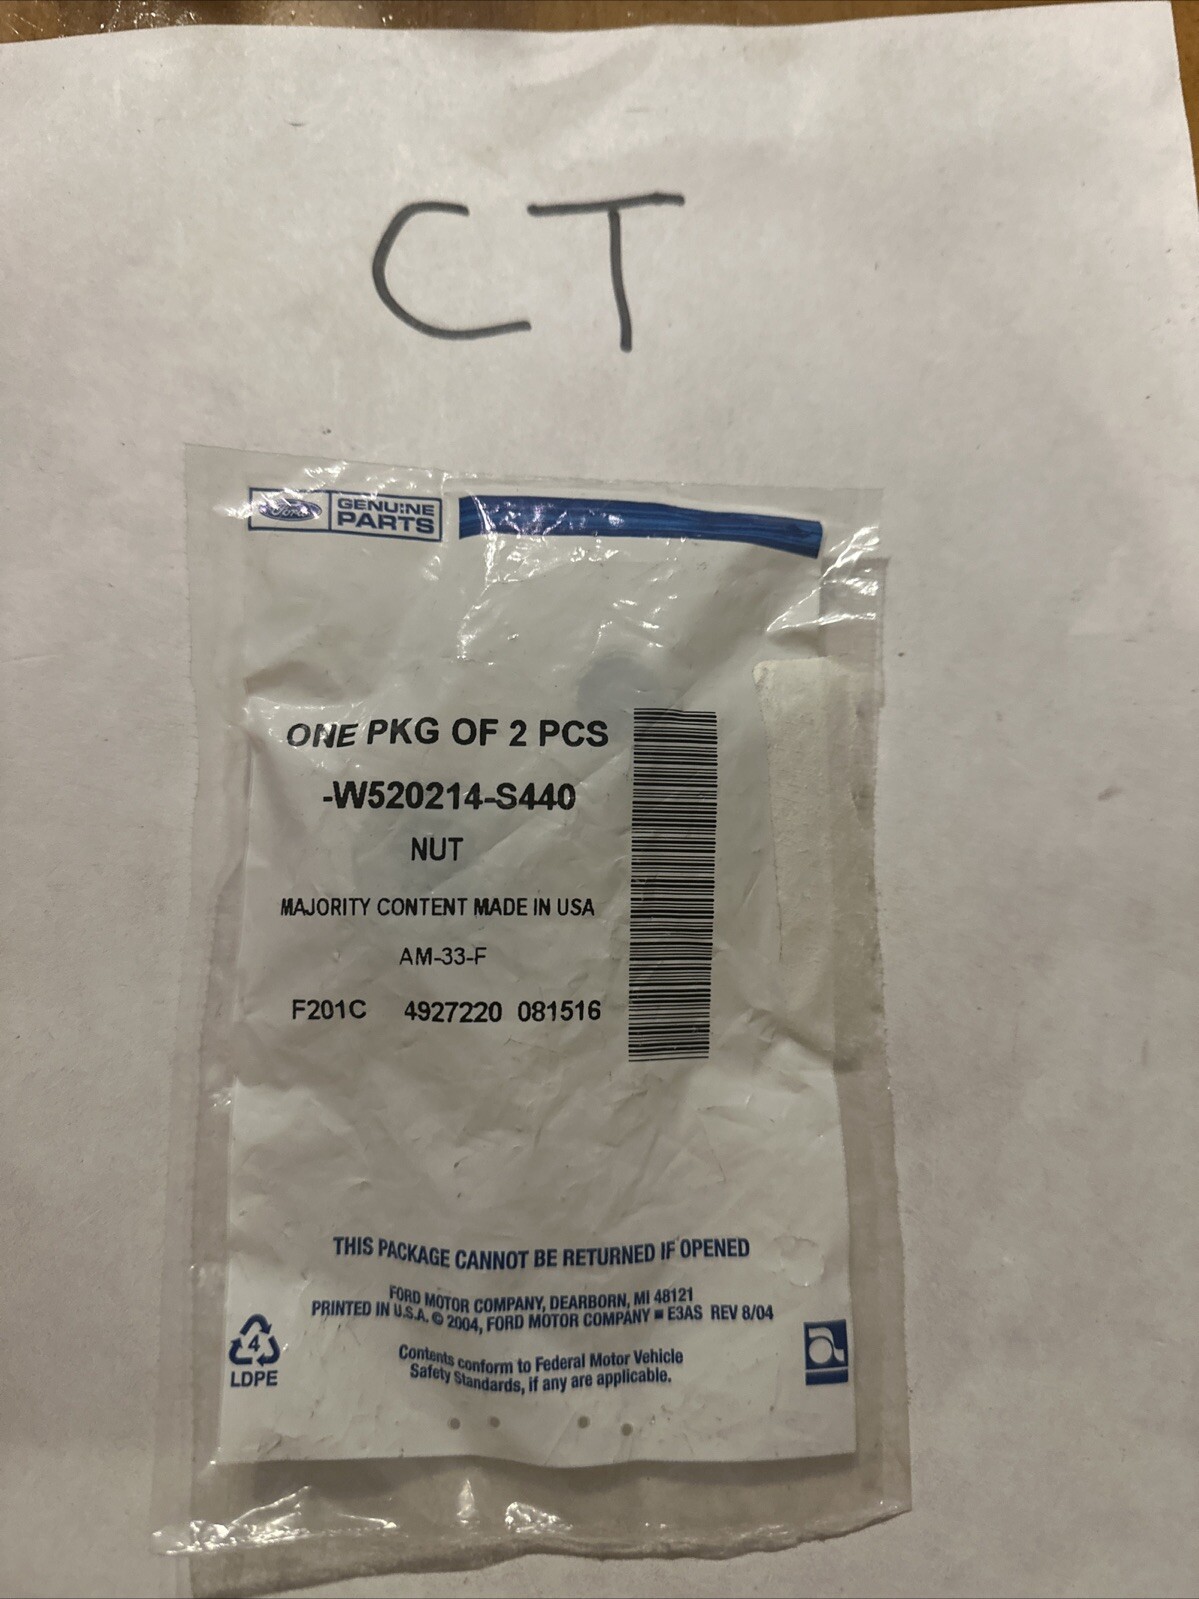 CT
Ford GENUINE
PARTS
ONE PKG OF 2 PCS
-W520214-S440
NUT
MAJORITY CONTENT MADE IN USA
AM-33-F
F201C 4927220 081516
THIS PACKAGE CANNOT BE RETURNED IF OPENED
FORD MOTOR COMPANY, DEARBORN, MI 48121
PRINTED IN U.S.A. © 2004, FORD MOTOR COMPANY ■ E3AS REV 8/04
Contents conform to Federal Motor Vehicle
Safety Standards, if any are applicable.
4
LDPE